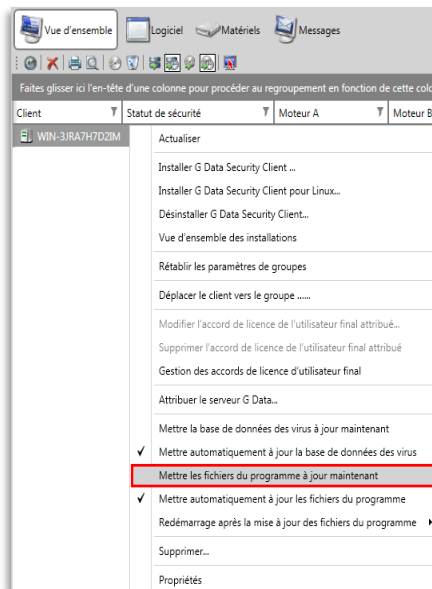 Vue d'ensemble Logiciel Matériels Messages
Faites glisser ici l'en-tête d'une colonne pour procéder au regroupement en fonction de cette colo
Client Statut de sécurité Moteur A Moteur B
WIN-3JRA7H7D2IM
Actualiser
Installer G Data Security Client ...
Installer G Data Security Client pour Linux...
Désinstaller G Data Security Client...
Vue d'ensemble des installations
Rétablir les paramètres de groupes
Déplacer le client vers le groupe ......
Modifier l'accord de licence de l'utilisateur final attribué...
Supprimer l'accord de licence de l'utilisateur final attribué
Gestion des accords de licence d'utilisateur final
Attribuer le serveur G Data...
Mettre la base de données des virus à jour maintenant
Mettre automatiquement à jour la base de données des virus
Mettre les fichiers du programme à jour maintenant
Mettre automatiquement à jour les fichiers du programme
Redémarrage après la mise à jour des fichiers du programme
Supprimer...
Propriétés